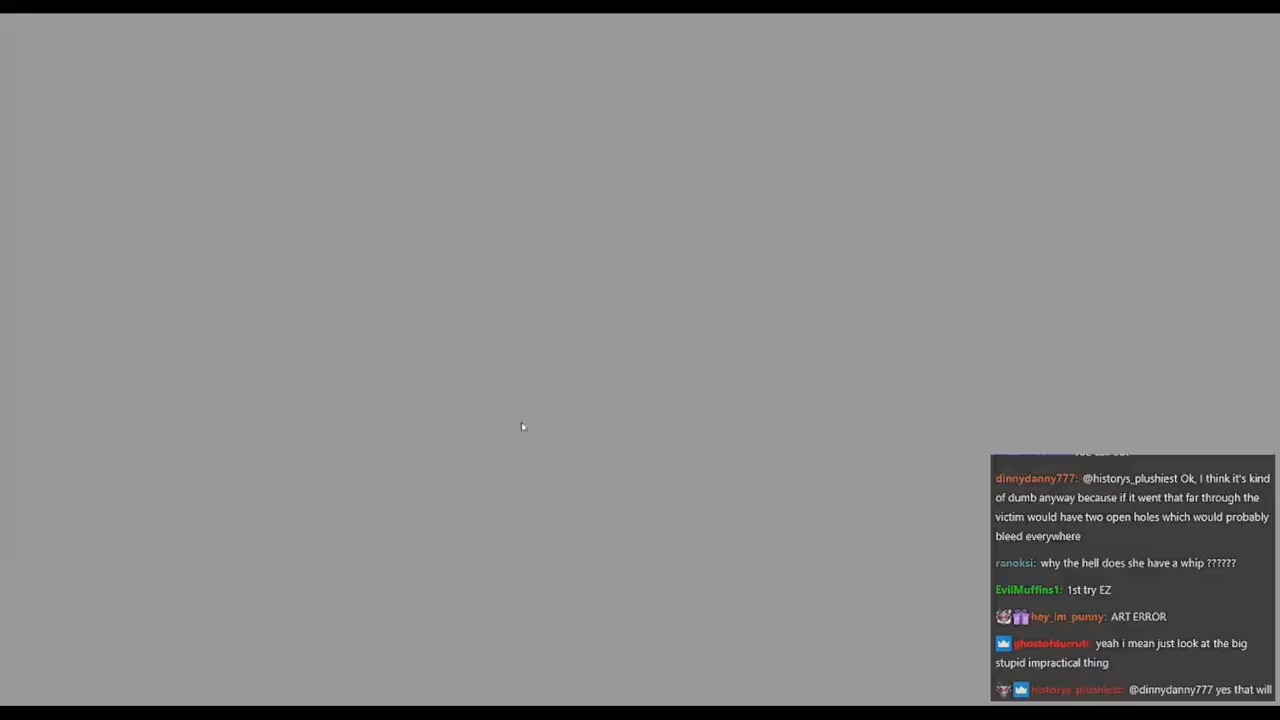 dinnydanny777: @historys_plushiest Ok, I think it's kind
of dumb anyway because if it went that far through the
victim would have two open holes which would probably
bleed everywhere
ranoksi: why the hell does she have a whip ??????
EvilMuffins1: 1st try EZ
hey_im_punny: ART ERROR
ghostofdurruti: yeah i mean just look at the big
stupid impractical thing
historys_plushiest: @dinnydanny777 yes that will